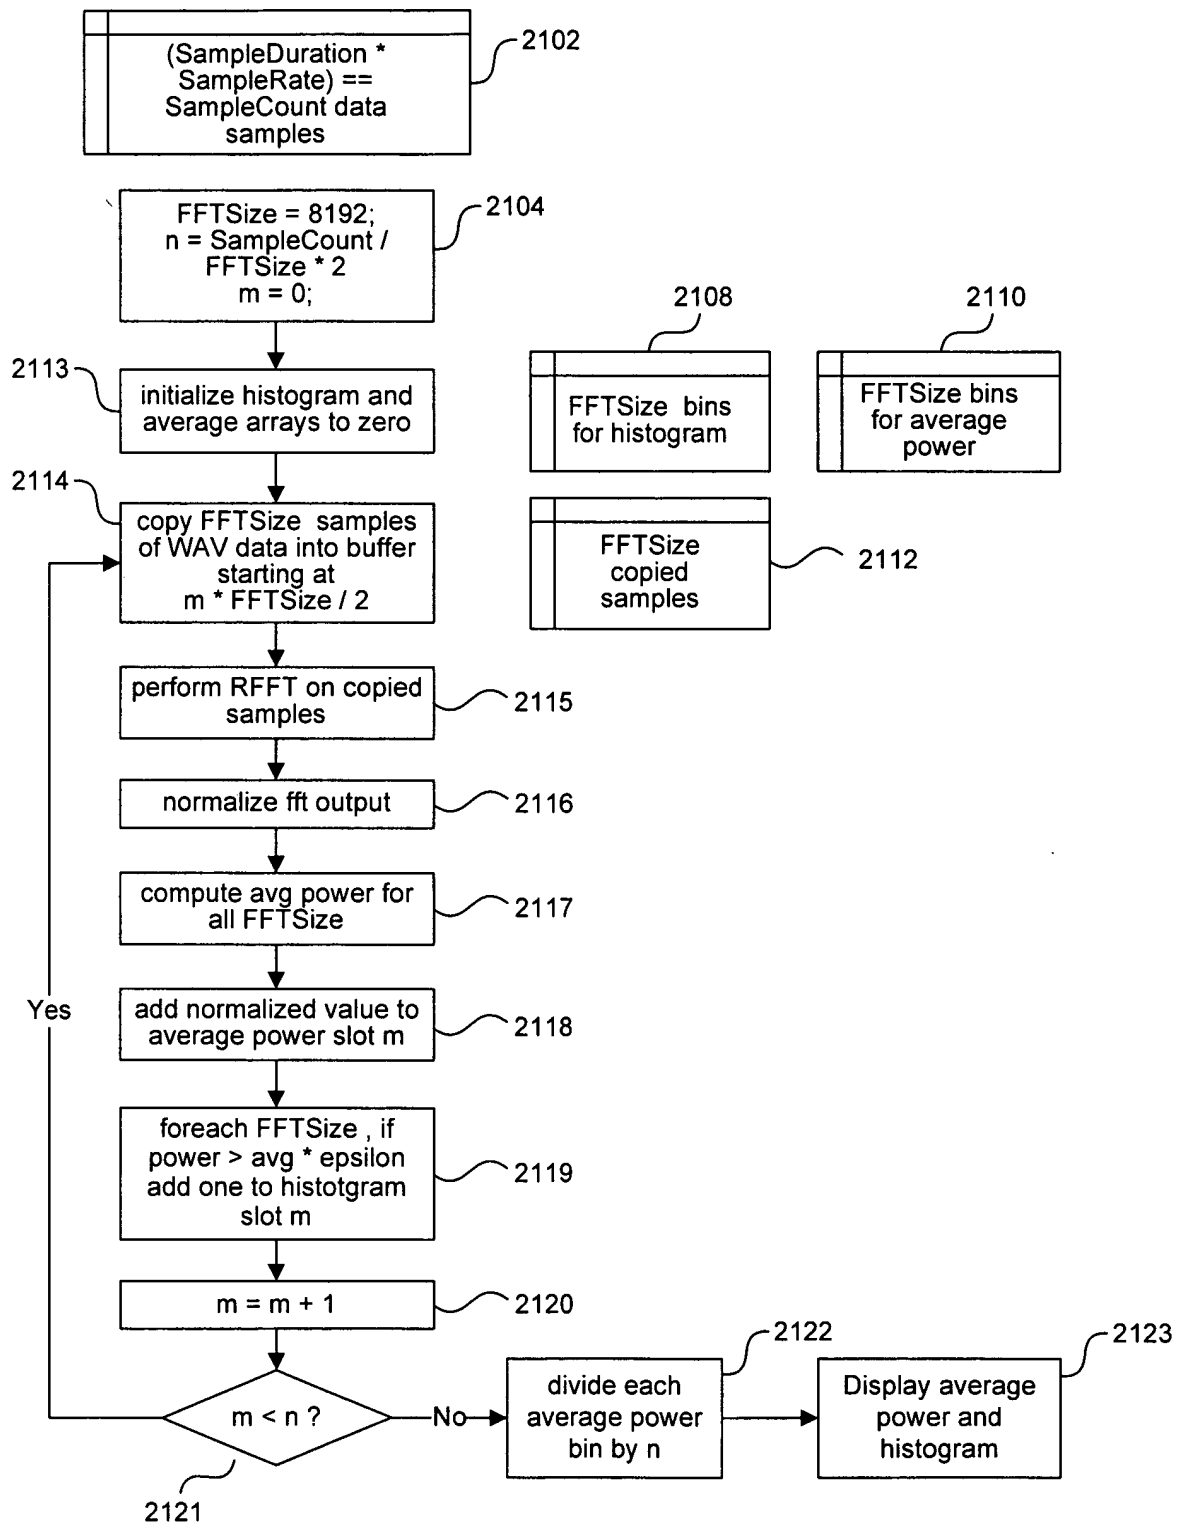 (SampleDuration *
SampleRate) ==
SampleCount data
samples
2102
FFTSize = 8192;
n = SampleCount /
FFTSize * 2
m = 0;
2104
2108
2110
2113
initialize histogram and
average arrays to zero
FFTSize bins
for histogram
FFTSize bins
for average
power
2114
copy FFTSize samples
of WAV data into buffer
starting at
m * FFTSize / 2
FFTSize
copied
samples
2112
perform RFFT on copied
samples
2115
normalize fft output
2116
compute avg power for
all FFTSize
2117
Yes
add normalized value to
average power slot m
2118
foreach FFTSize , if
power > avg * epsilon
add one to histotgram
slot m
2119
m = m + 1
2120
m < n ?
2121
No
divide each
average power
bin by n
2122
Display average
power and
histogram
2123